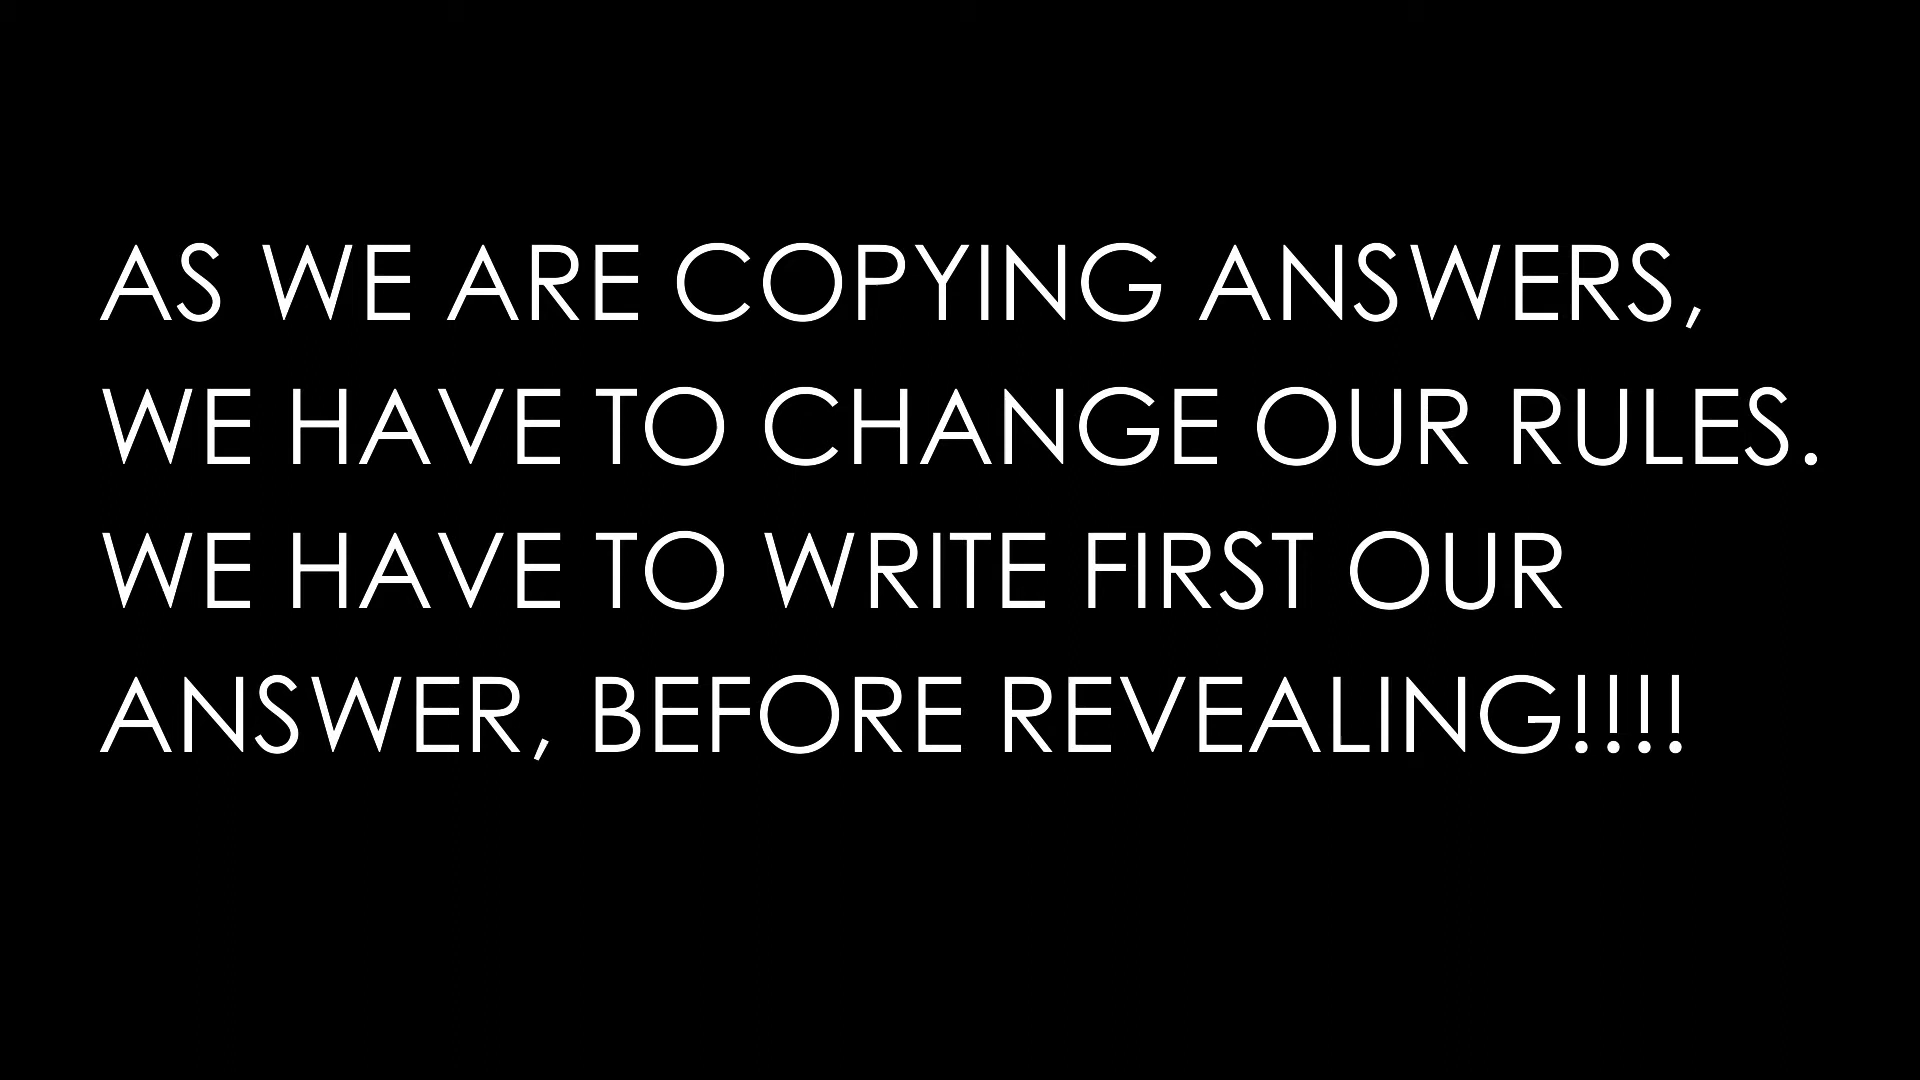 AS WE ARE COPYING ANSWERS,
WE HAVE TO CHANGE OUR RULES.
WE HAVE TO WRITE FIRST OUR
ANSWER, BEFORE REVEALING!!!!